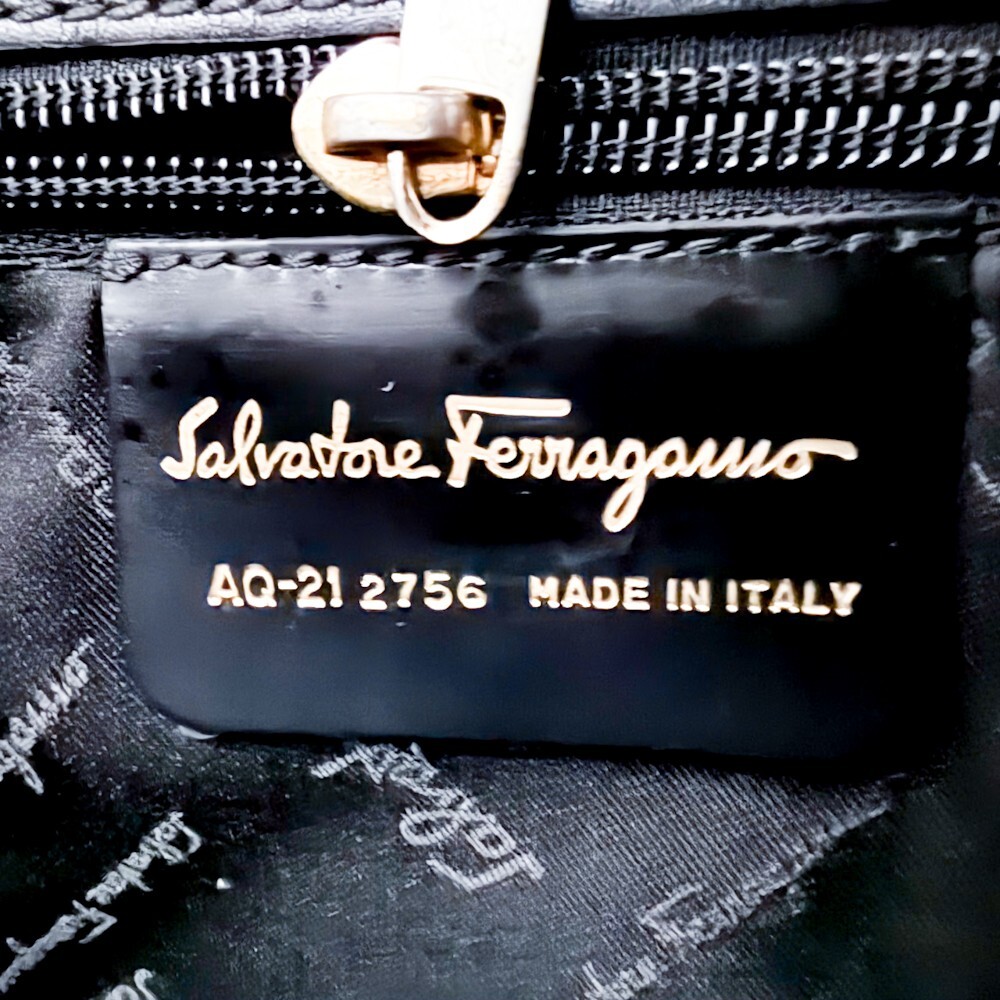 Salvatore Ferragamo
AQ-21 2756 MADE IN ITALY